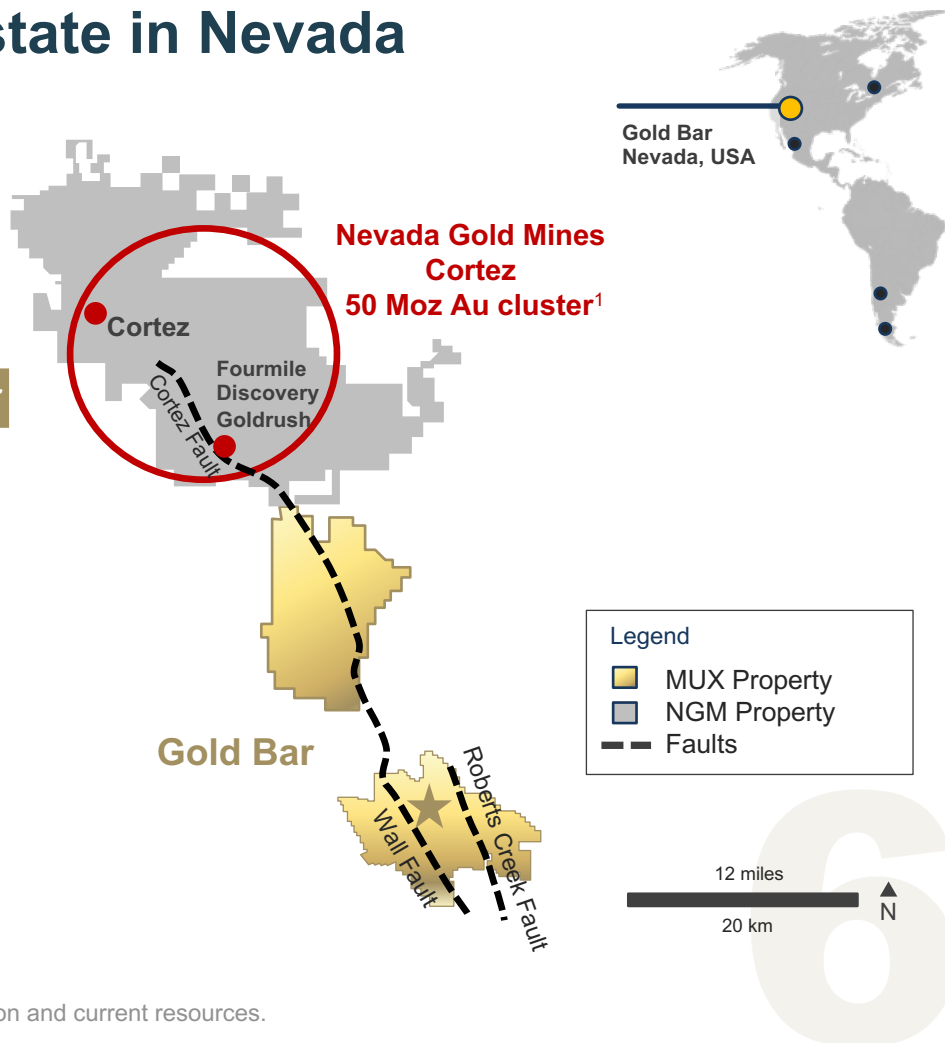 state in Nevada
Gold Bar
Nevada, USA
Nevada Gold Mines
Cortez
50 Moz Au cluster1
Cortez
Fourmile
Discovery
Goldrush
Cortez Fault
Legend
MUX Property
NGM Property
Faults
Gold Bar
Roberts Creek Fault
Wall Fault
12 miles
20 km
N
6
on and current resources.